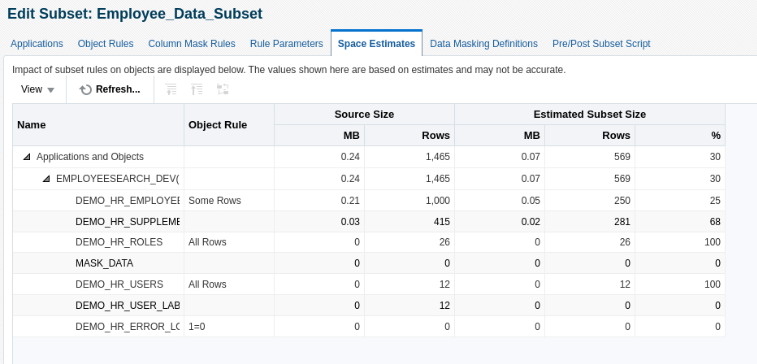 Edit Subset: Employee_Data_Subset
Applications Object Rules Column Mask Rules Rule Parameters Space Estimates Data Masking Definitions Pre/Post Subset Script
Impact of subset rules on objects are displayed below. The values shown here are based on estimates and may not be accurate.
View Refresh...
Name Object Rule Source Size Estimated Subset Size
MB Rows MB Rows %
Applications and Objects 0.24 1,465 0.07 569 30
EMPLOYEESEARCH_DEV( 0.24 1,465 0.07 569 30
DEMO_HR_EMPLOYEE Some Rows 0.21 1,000 0.05 250 25
DEMO_HR_SUPPLEME 0.03 415 0.02 281 68
DEMO_HR_ROLES All Rows 0 26 0 26 100
MASK_DATA 0 0 0 0 0
DEMO_HR_USERS All Rows 0 12 0 12 100
DEMO_HR_USER_LAB 0 12 0 0 0
DEMO_HR_ERROR_LO 1=0 0 0 0 0 0